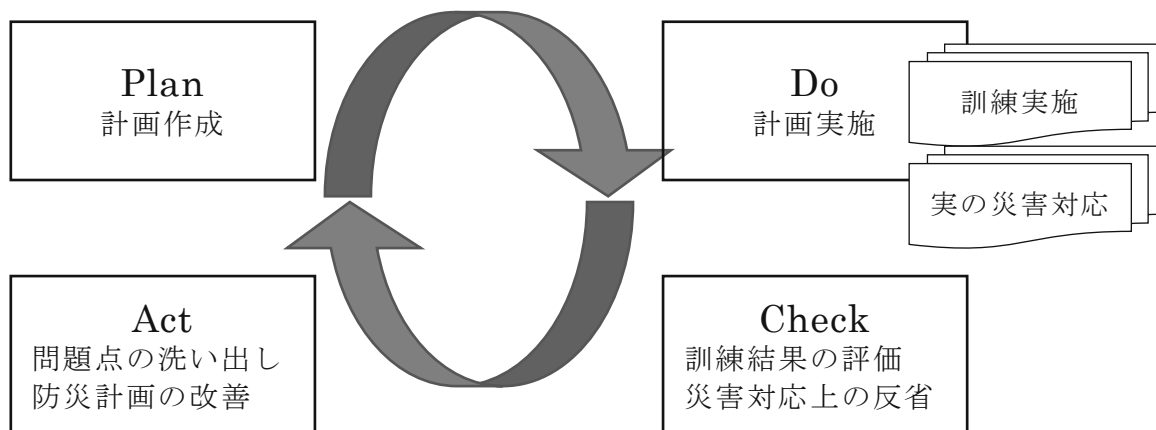 Plan
計画作成
Do
計画実施
訓練実施
実の災害対応
Act
問題点の洗い出し
防災計画の改善
Check
訓練結果の評価
災害対応上の反省